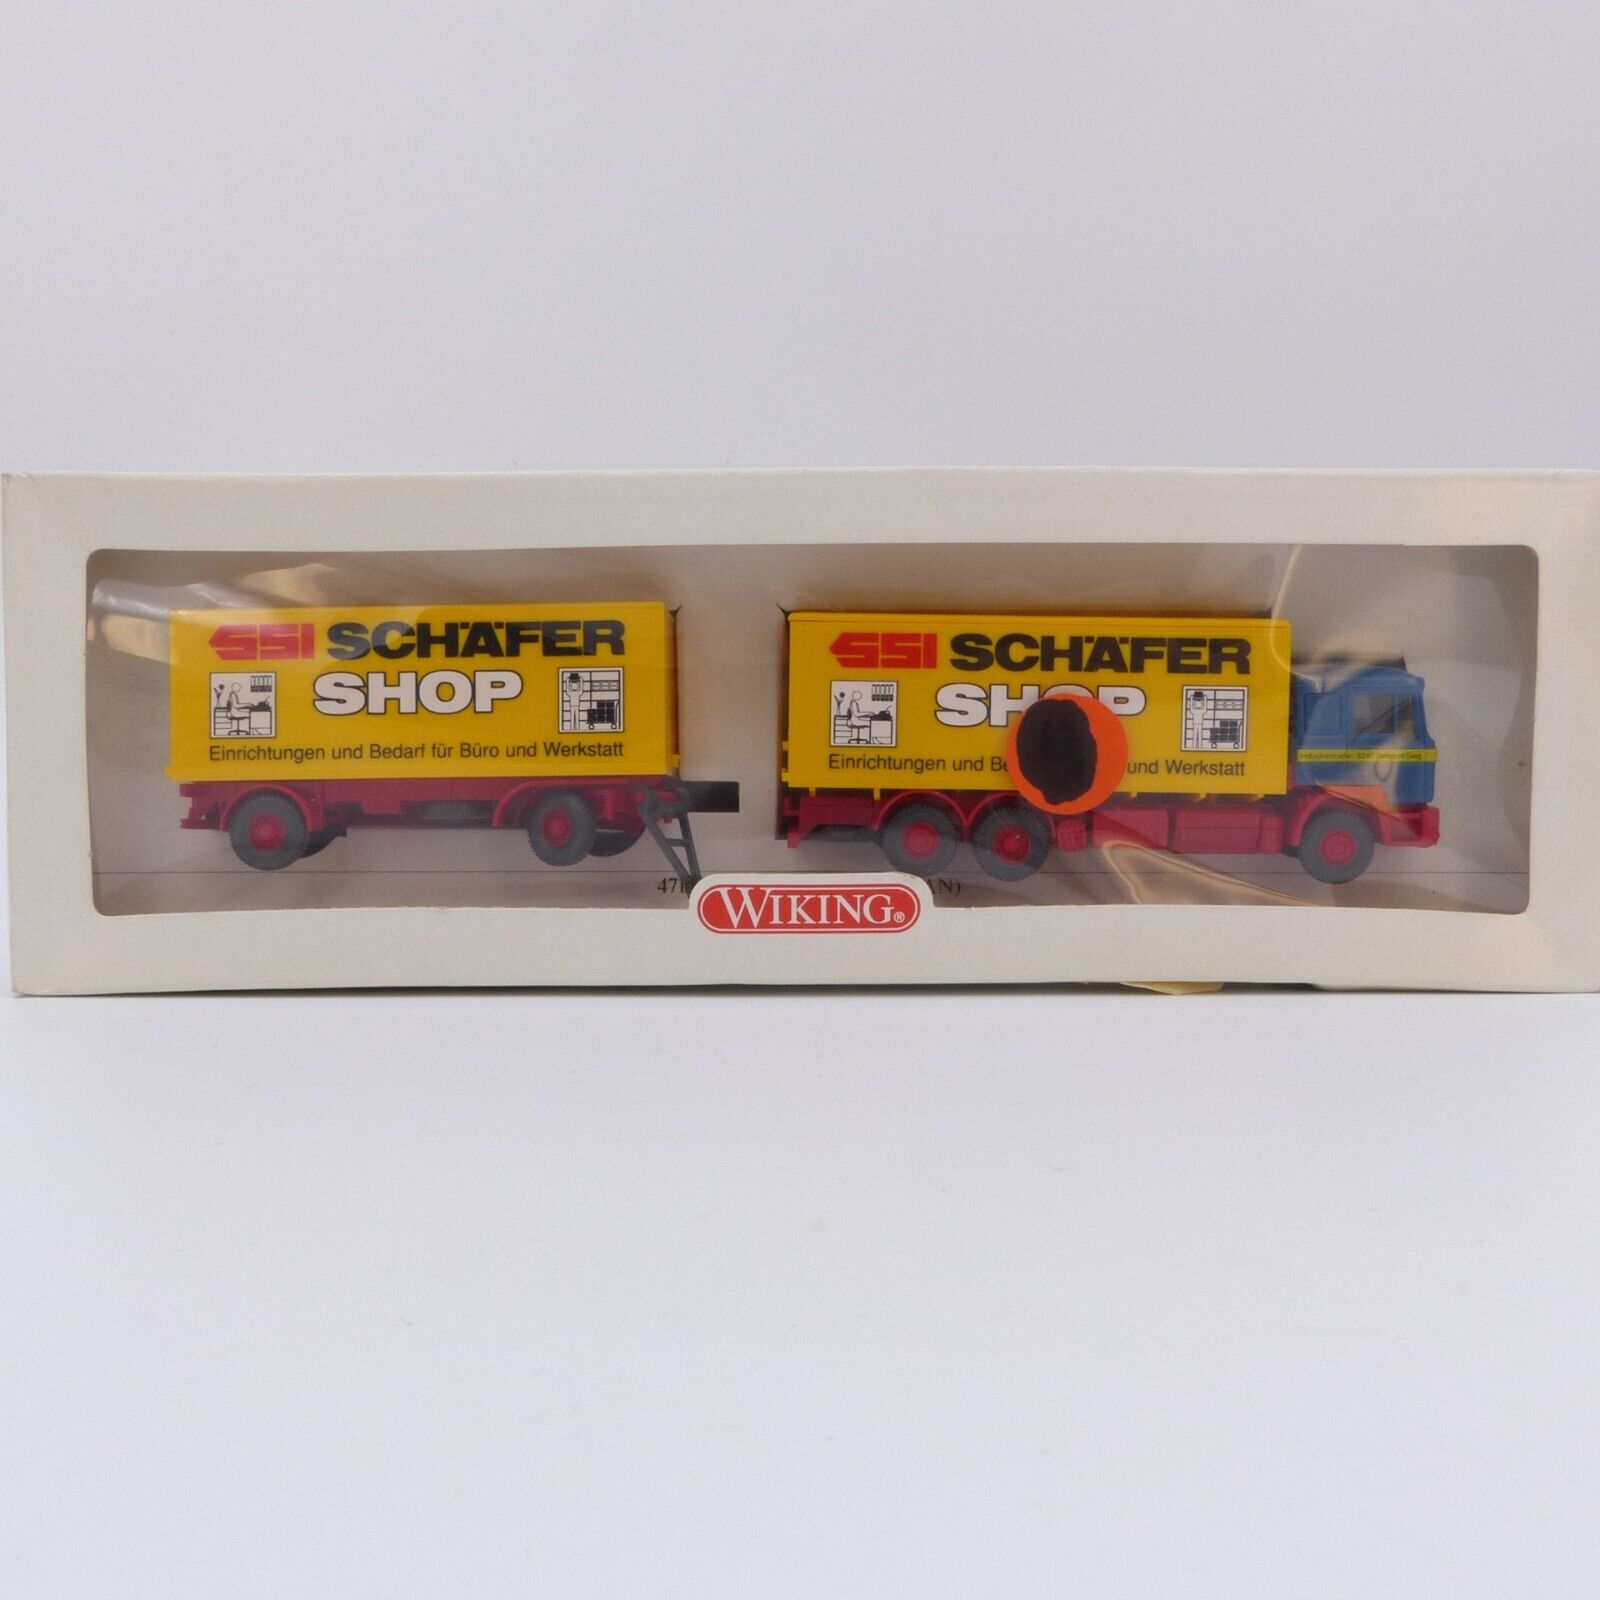 SSI SCHÄFER
SHOP
Einrichtungen und Bedarf für Büro und Werkstatt
SSI SCHÄFER
SHOP
Einrichtungen und Be und Werkstatt
WIKING®